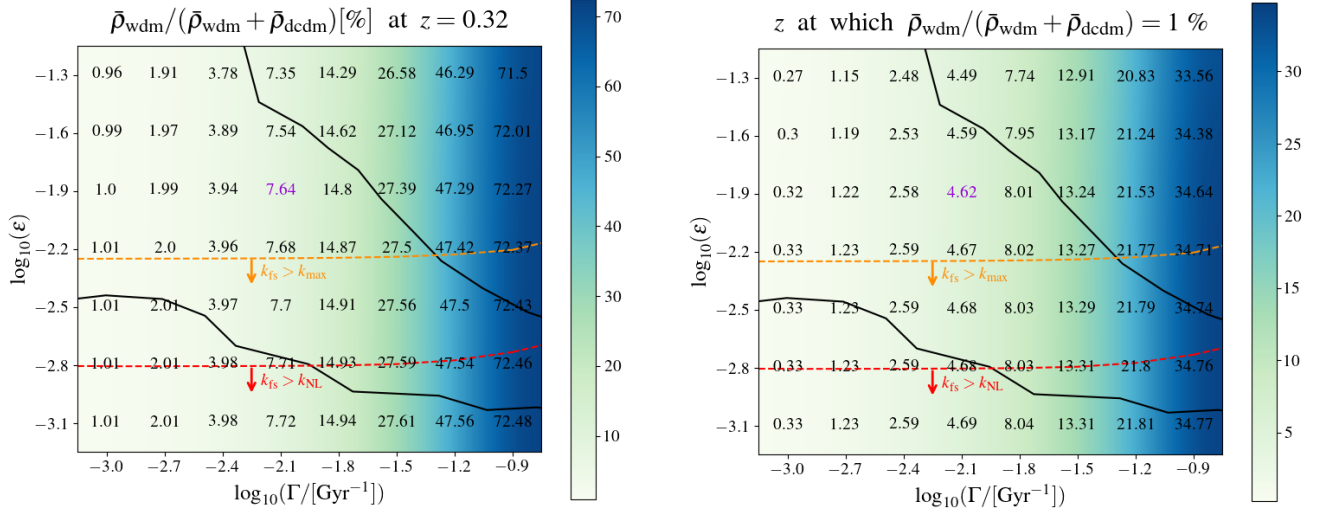 ρ̄wdm/(ρ̄wdm + ρ̄dcdm)[%] at z = 0.32
−1.3 0.96 1.91 3.78 7.35 14.29 26.58 46.29 71.5
−1.6 0.99 1.97 3.89 7.54 14.62 27.12 46.95 72.01
−1.9 1.0 1.99 3.94 7.64 14.8 27.39 47.29 72.27
−2.2 1.01 2.0 3.96 7.68 14.87 27.5 47.42 72.37
kfs > kmax
−2.5 1.01 2.01 3.97 7.7 14.91 27.56 47.5 72.43
−2.8 1.01 2.01 3.98 7.71 14.93 27.59 47.54 72.46
kfs > kNL
−3.1 1.01 2.01 3.98 7.72 14.94 27.61 47.56 72.48
log10(ε)
−3.0 −2.7 −2.4 −2.1 −1.8 −1.5 −1.2 −0.9
log10(Γ/[Gyr−1])
70
60
50
40
30
20
10
z at which ρ̄wdm/(ρ̄wdm + ρ̄dcdm) = 1 %
−1.3 0.27 1.15 2.48 4.49 7.74 12.91 20.83 33.56
−1.6 0.3 1.19 2.53 4.59 7.95 13.17 21.24 34.38
−1.9 0.32 1.22 2.58 4.62 8.01 13.24 21.53 34.64
−2.2 0.33 1.23 2.59 4.67 8.02 13.27 21.77 34.71
kfs > kmax
−2.5 0.33 1.23 2.59 4.68 8.03 13.29 21.79 34.74
−2.8 0.33 1.23 2.59 4.68 8.03 13.31 21.8 34.76
kfs > kNL
−3.1 0.33 1.23 2.59 4.69 8.04 13.31 21.81 34.77
log10(ε)
−3.0 −2.7 −2.4 −2.1 −1.8 −1.5 −1.2 −0.9
log10(Γ/[Gyr−1])
30
25
20
15
10
5